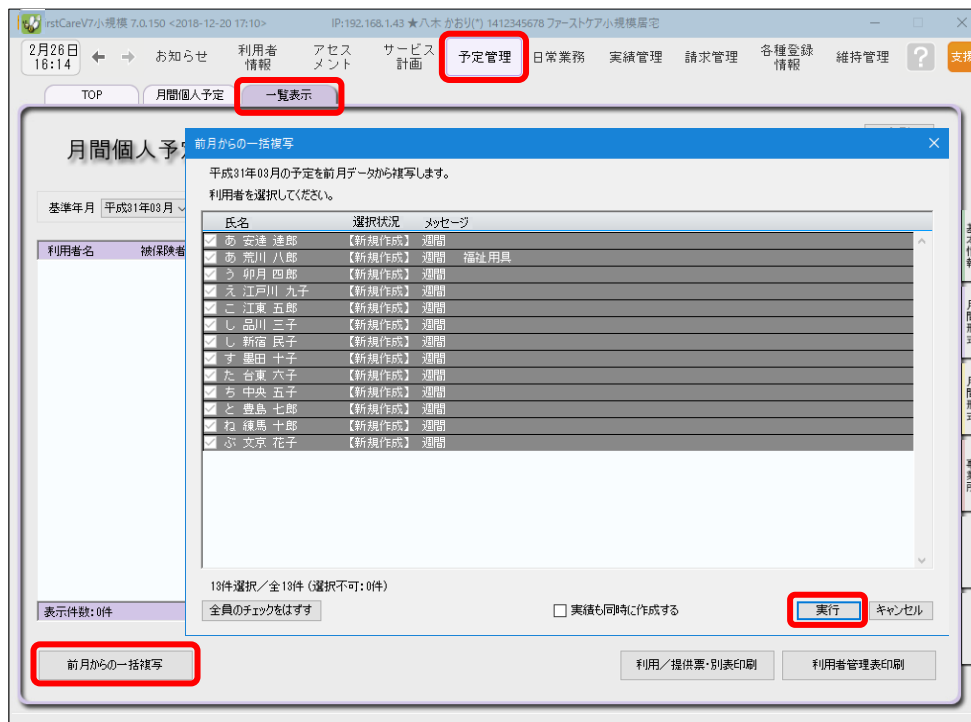 irstCareV7小規模 7.0.150 <2018-12-20 17:10> IP:192.168.1.43 ★八木 かおり(*) 1412345678 ファーストケア小規模居宅
2月26日
16:14
← → お知らせ 利用者情報 アセスメント サービス計画 予定管理 日常業務 実績管理 請求管理 各種登録情報 維持管理 ? 支援
TOP 月間個人予定 一覧表示
月間個人予定
前月からの一括複写
平成31年03月の予定を前月データから複写します。
利用者を選択してください。
基準年月 平成31年03月
氏名 選択状況 メッセージ
利用者名 被保険者
あ 安達 達郎 【新規作成】 週間
あ 荒川 八郎 【新規作成】 週間 福祉用具
う 卯月 四郎 【新規作成】 週間
え 江戸川 九子 【新規作成】 週間
こ 江東 五郎 【新規作成】 週間
し 品川 三子 【新規作成】 週間
し 新宿 民子 【新規作成】 週間
す 墨田 十子 【新規作成】 週間
た 台東 六子 【新規作成】 週間
ち 中央 五子 【新規作成】 週間
と 豊島 七郎 【新規作成】 週間
ね 練馬 十郎 【新規作成】 週間
ぶ 文京 花子 【新規作成】 週間
13件選択／全13件 (選択不可:0件)
表示件数:0件
全員のチェックをはずす 実績も同時に作成する 実行 キャンセル
前月からの一括複写 利用／提供票・別表印刷 利用者管理表印刷